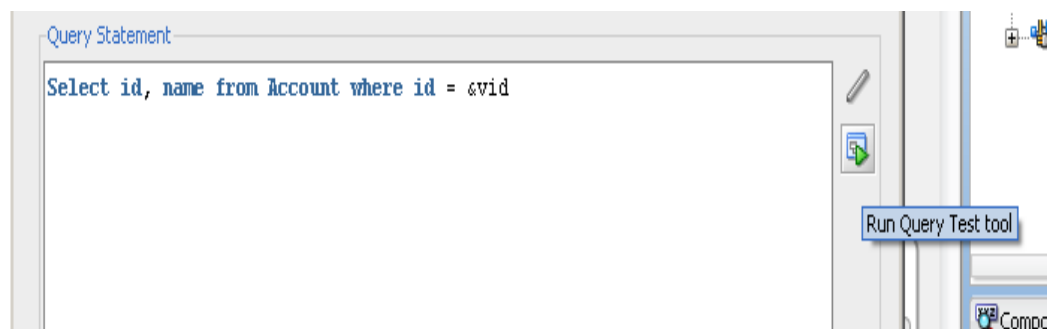 Query Statement
Select id, name from Account where id = &vid
Run Query Test tool